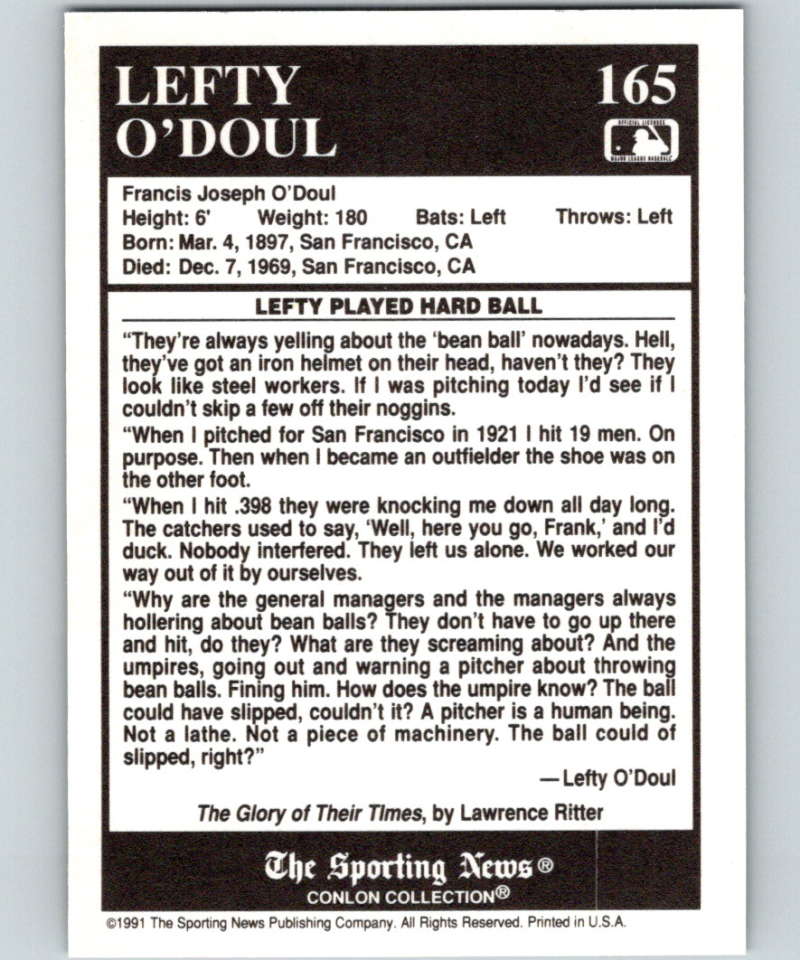 LEFTY
O'DOUL
165
OFFICIAL LICENSEE
MAJOR LEAGUE BASEBALL
Francis Joseph O'Doul
Height: 6' Weight: 180 Bats: Left Throws: Left
Born: Mar. 4, 1897, San Francisco, CA
Died: Dec. 7, 1969, San Francisco, CA
LEFTY PLAYED HARD BALL
“They're always yelling about the 'bean ball' nowadays. Hell,
they've got an iron helmet on their head, haven't they? They
look like steel workers. If I was pitching today I'd see if I
couldn't skip a few off their noggins.
“When I pitched for San Francisco in 1921 I hit 19 men. On
purpose. Then when I became an outfielder the shoe was on
the other foot.
“When I hit .398 they were knocking me down all day long.
The catchers used to say, 'Well, here you go, Frank,' and I'd
duck. Nobody interfered. They left us alone. We worked our
way out of it by ourselves.
“Why are the general managers and the managers always
hollering about bean balls? They don't have to go up there
and hit, do they? What are they screaming about? And the
umpires, going out and warning a pitcher about throwing
bean balls. Fining him. How does the umpire know? The ball
could have slipped, couldn't it? A pitcher is a human being.
Not a lathe. Not a piece of machinery. The ball could of
slipped, right?”
—Lefty O'Doul
The Glory of Their TImes, by Lawrence Ritter
The Sporting News®
CONLON COLLECTION®
©1991 The Sporting News Publishing Company. All Rights Reserved. Printed in U.S.A.